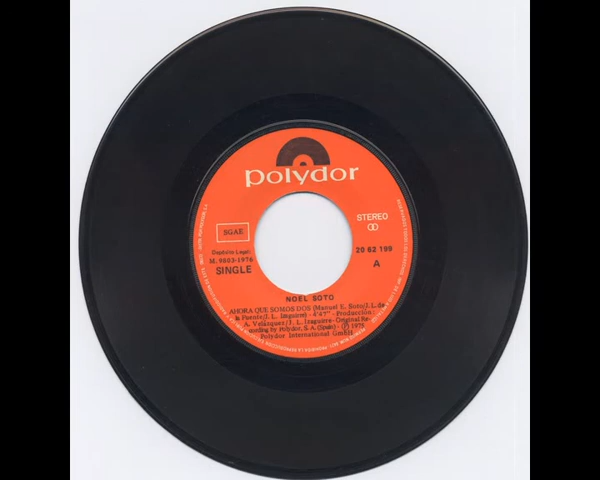 polydor
STEREO
SGAE
Depósito Legal:
M. 9803-1976
SINGLE
20 62 199
A
NOEL SOTO
AHORA QUE SOMOS DOS (Manuel E. Soto/J.L. de
la Fuente/J. L. Izaguirre) - 4'47" - Producción:
A. Velázquez/J. L. Izaguirre - Original Re-
cording by Polydor, S. A. (Spain) - Ⓟ 1976
Polydor International GmbH